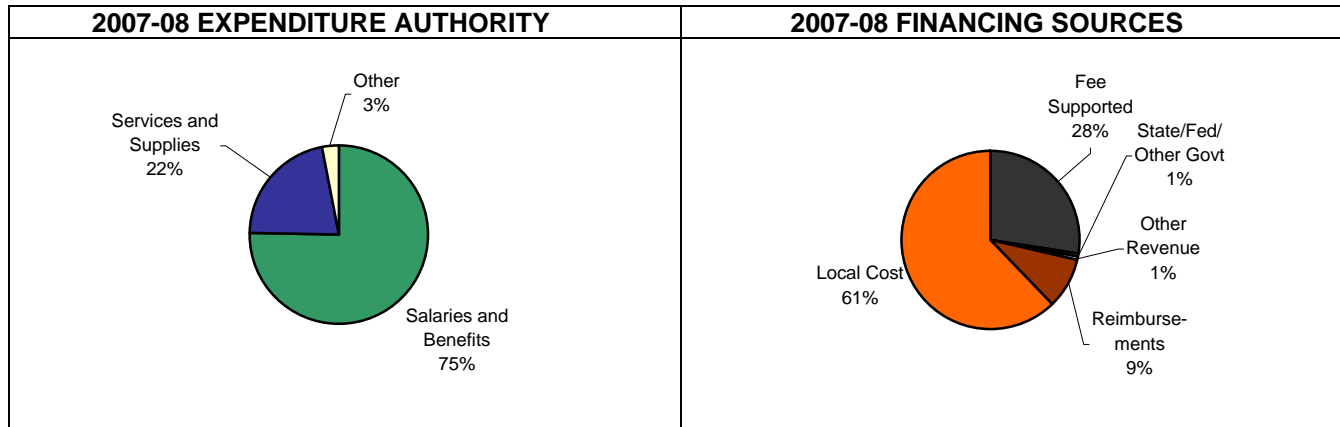 2007-08 EXPENDITURE AUTHORITY
Other
3%
Services and
Supplies
22%
Salaries and
Benefits
75%
2007-08 FINANCING SOURCES
Fee
Supported
28%
State/Fed/
Other Govt
1%
Other
Revenue
1%
Local Cost
61%
Reimburse-
ments
9%